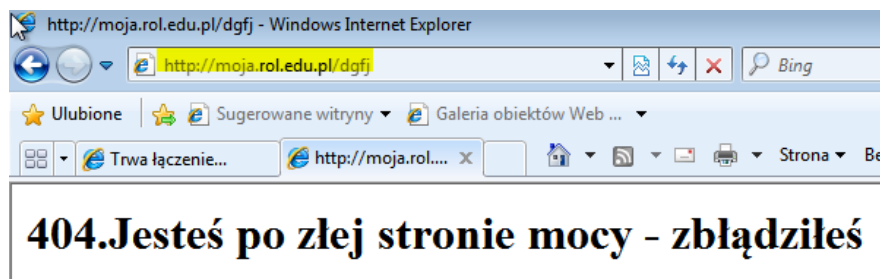 http://moja.rol.edu.pl/dgfj - Windows Internet Explorer
http://moja.rol.edu.pl/dgfj Bing
Ulubione Sugerowane witryny Galeria obiektów Web ...
Trwa łączenie... http://moja.rol.... x Strona
404.Jesteś po złej stronie mocy - zbłądziłeś